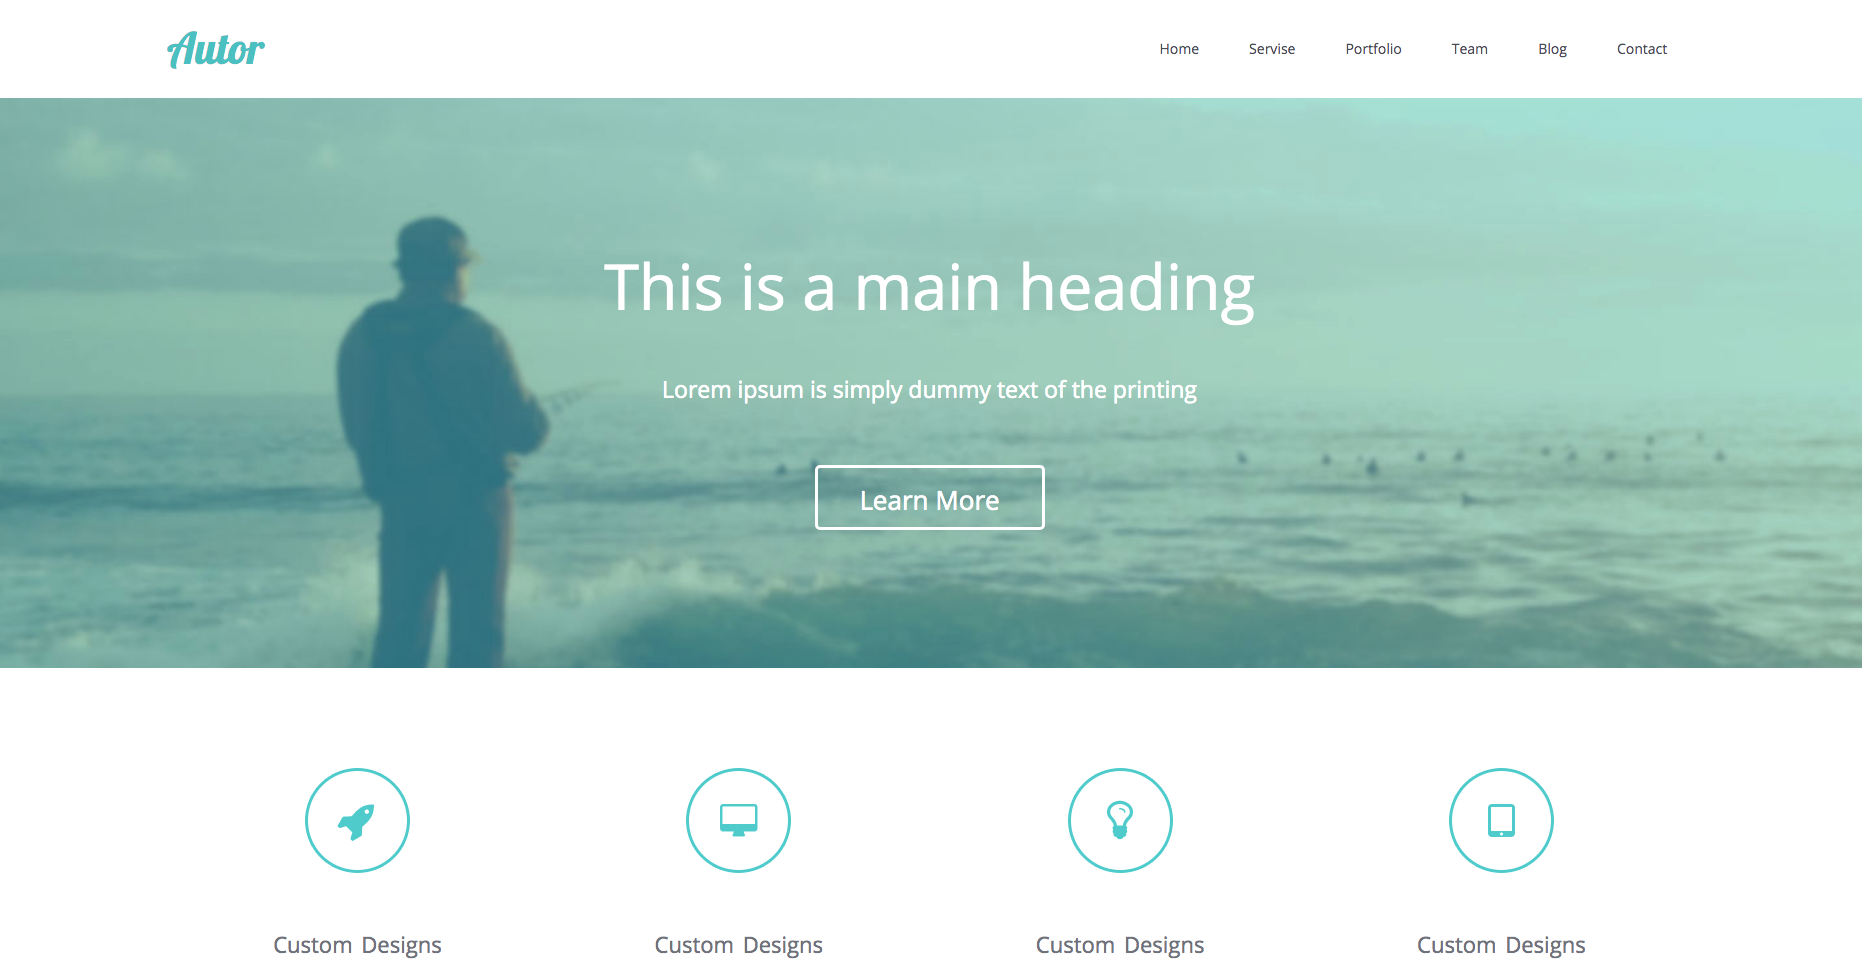 Autor
Home Servise Portfolio Team Blog Contact
This is a main heading
Lorem ipsum is simply dummy text of the printing
Learn More
Custom Designs Custom Designs Custom Designs Custom Designs